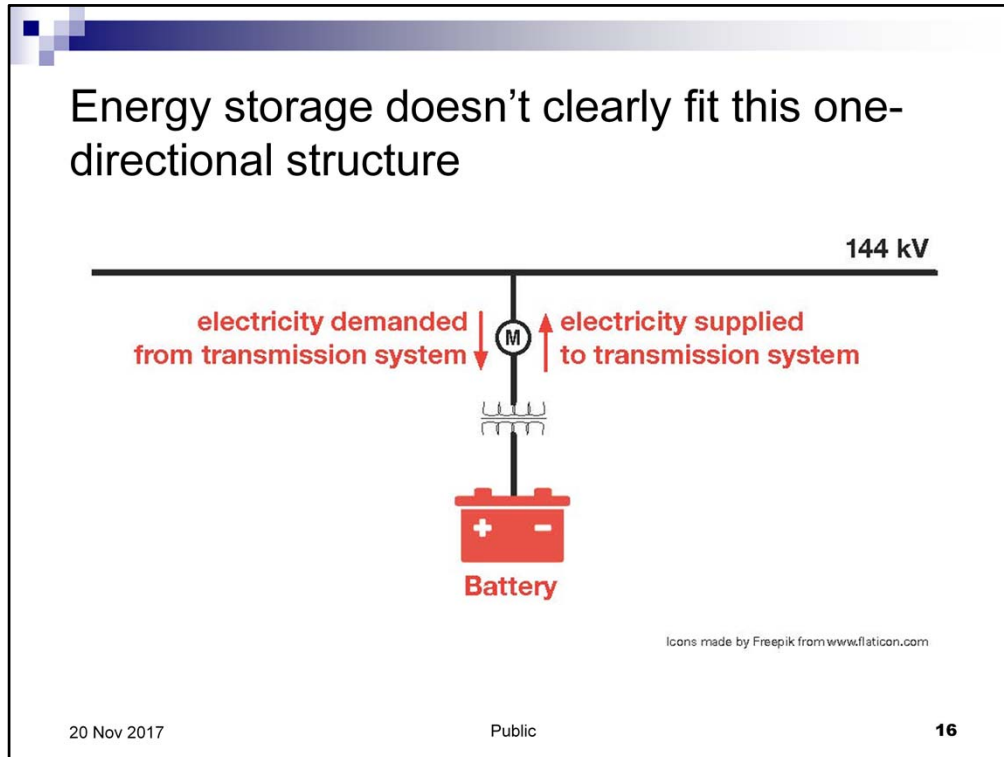 Energy storage doesn’t clearly fit this one-
directional structure
144 kV
electricity demanded
from transmission system
M
electricity supplied
to transmission system
+ −
Battery
Icons made by Freepik from www.flaticon.com
20 Nov 2017
Public
16